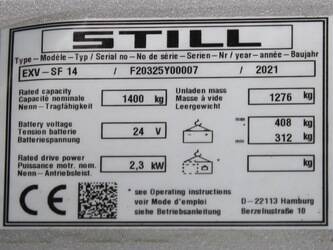 STILL
Type-Modèle-Typ / Serial no-No de série-Serien-Nr / year-année-Baujahr
EXV-SF 14 / F20325Y00007 / 2021
Rated capacity
Capacité nominale
Nenn-Tragfähigkeit
1400 kg
Unladen mass
Masse à vide
Leergewicht
1276 kg
Battery voltage
Tension batterie
Batteriespannung
24 V
max 408 kg
min 312 kg
Rated drive power
Puissance motr. nom.
Nenn-Antriebsleist.
2,3 kW
kg
CE
see Operating instructions
voir Mode d'emploi
siehe Betriebsanleitung
D-22113 Hamburg
Berzeliusstraße 10